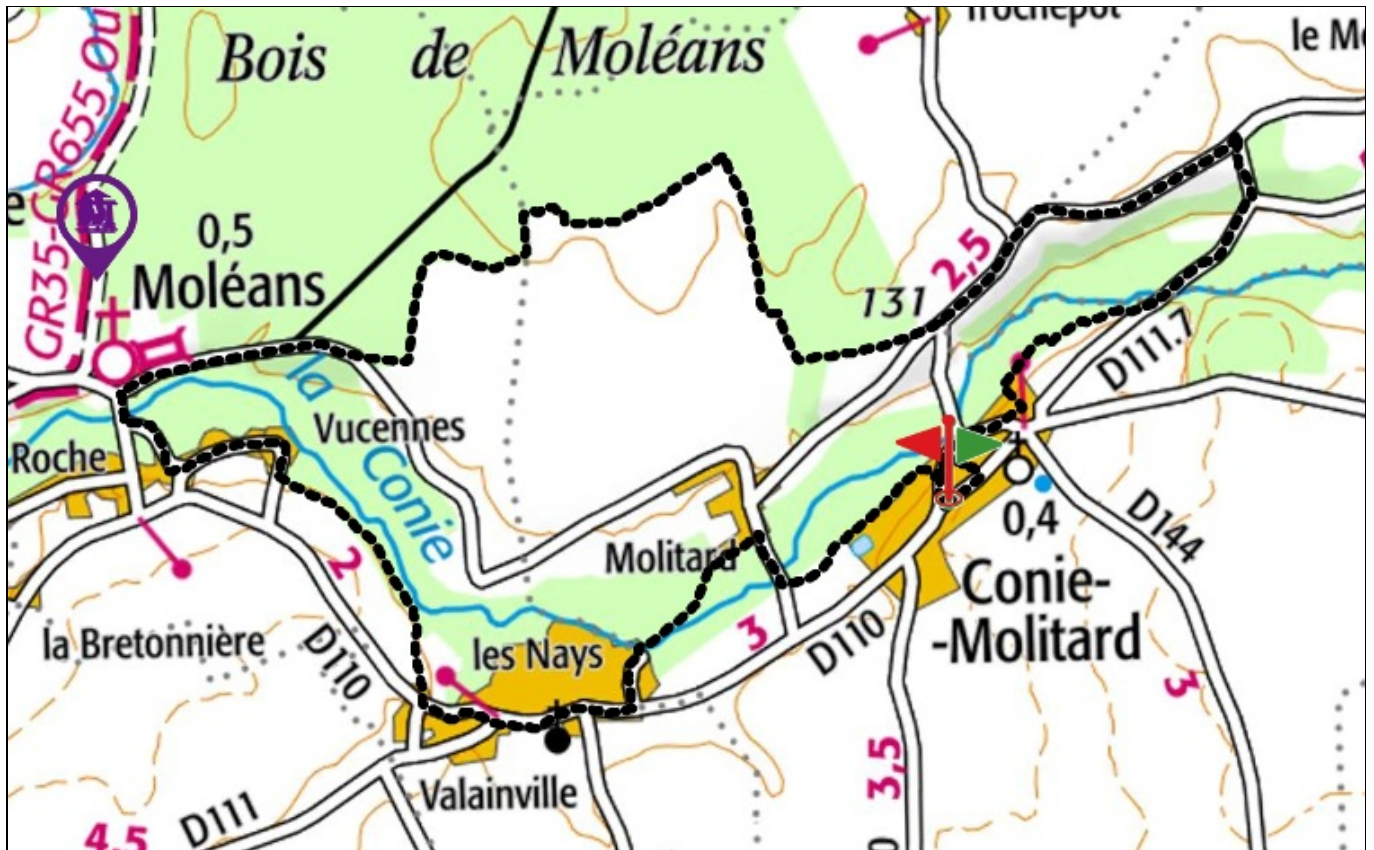 Bois de Moléans
le M
GR35-GR655 Ou
e
0,5
Moléans
131
2,5
la Conie
D111.7
Vucennes
Roche
0,4
D144
Molitard
2
Conie-
-Molitard
la Bretonnière
les Nays
3
D110
D110
3
3,5
Valainville
D111
4,5